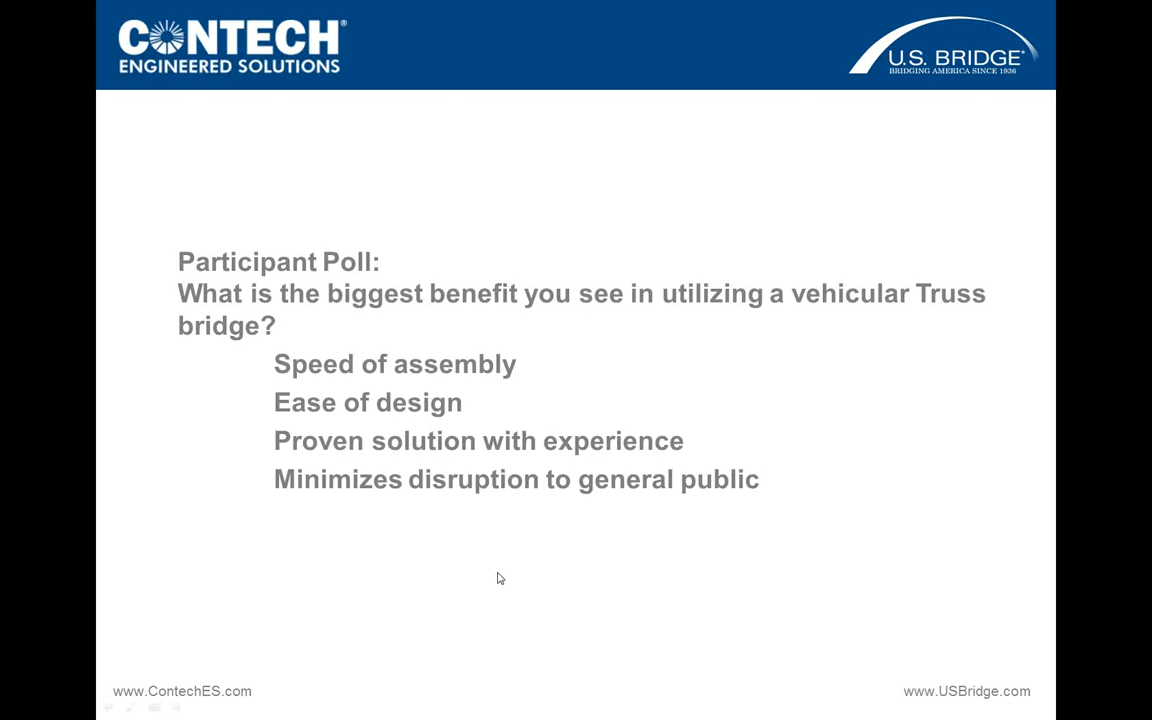 CONTECH®
ENGINEERED SOLUTIONS
U.S. BRIDGE®
BRIDGING AMERICA SINCE 1936
Participant Poll:
What is the biggest benefit you see in utilizing a vehicular Truss
bridge?
Speed of assembly
Ease of design
Proven solution with experience
Minimizes disruption to general public
www.ContechES.com
www.USBridge.com